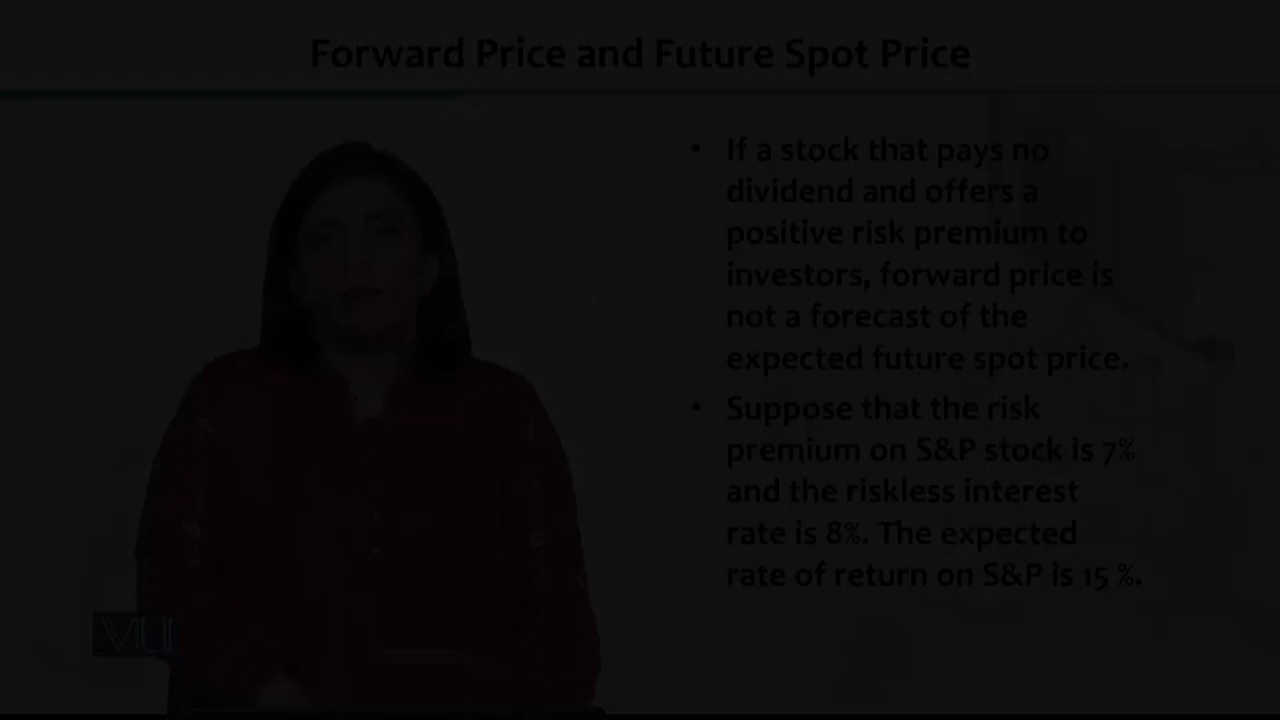 Forward Price and Future Spot Price
• If a stock that pays no
dividend and offers a
positive risk premium to
investors, forward price is
not a forecast of the
expected future spot price.
• Suppose that the risk
premium on S&P stock is 7%
and the riskless interest
rate is 8%. The expected
rate of return on S&P is 15 %.
VU